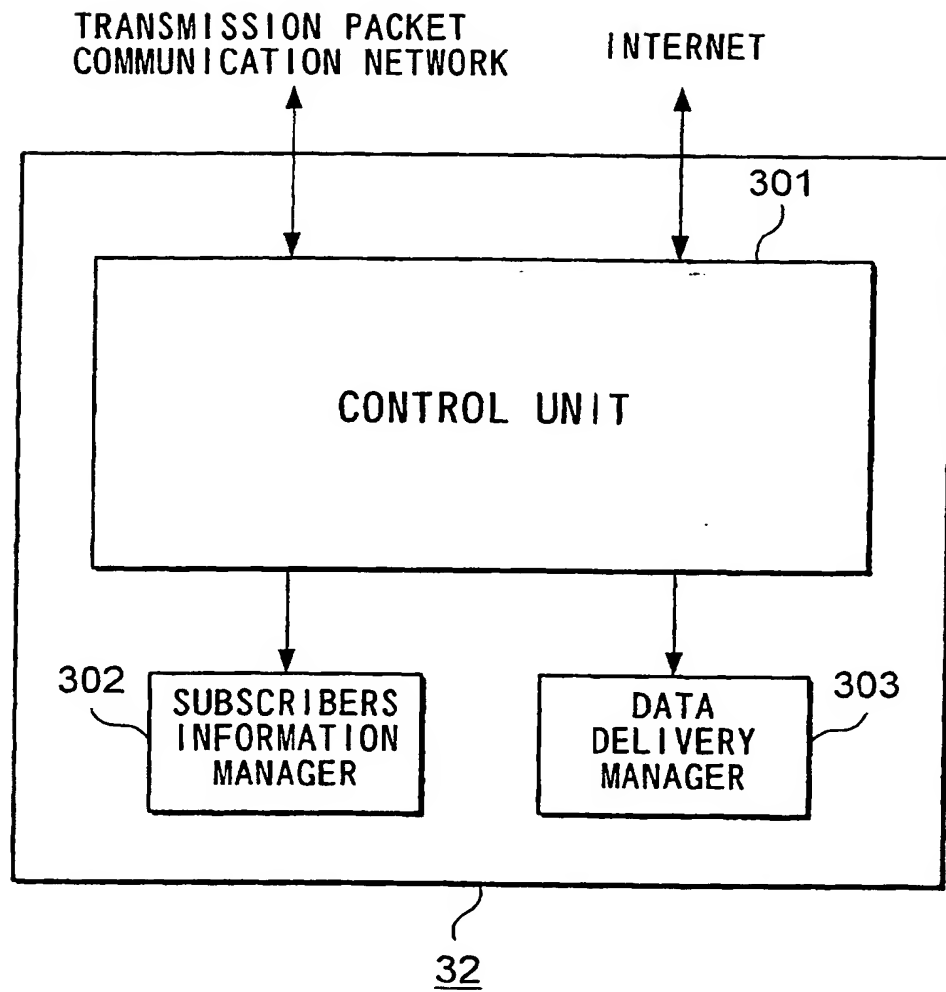 TRANSMISSION PACKET
COMMUNICATION NETWORK
INTERNET
301
CONTROL UNIT
302
SUBSCRIBERS
INFORMATION
MANAGER
DATA
DELIVERY
MANAGER
303
32